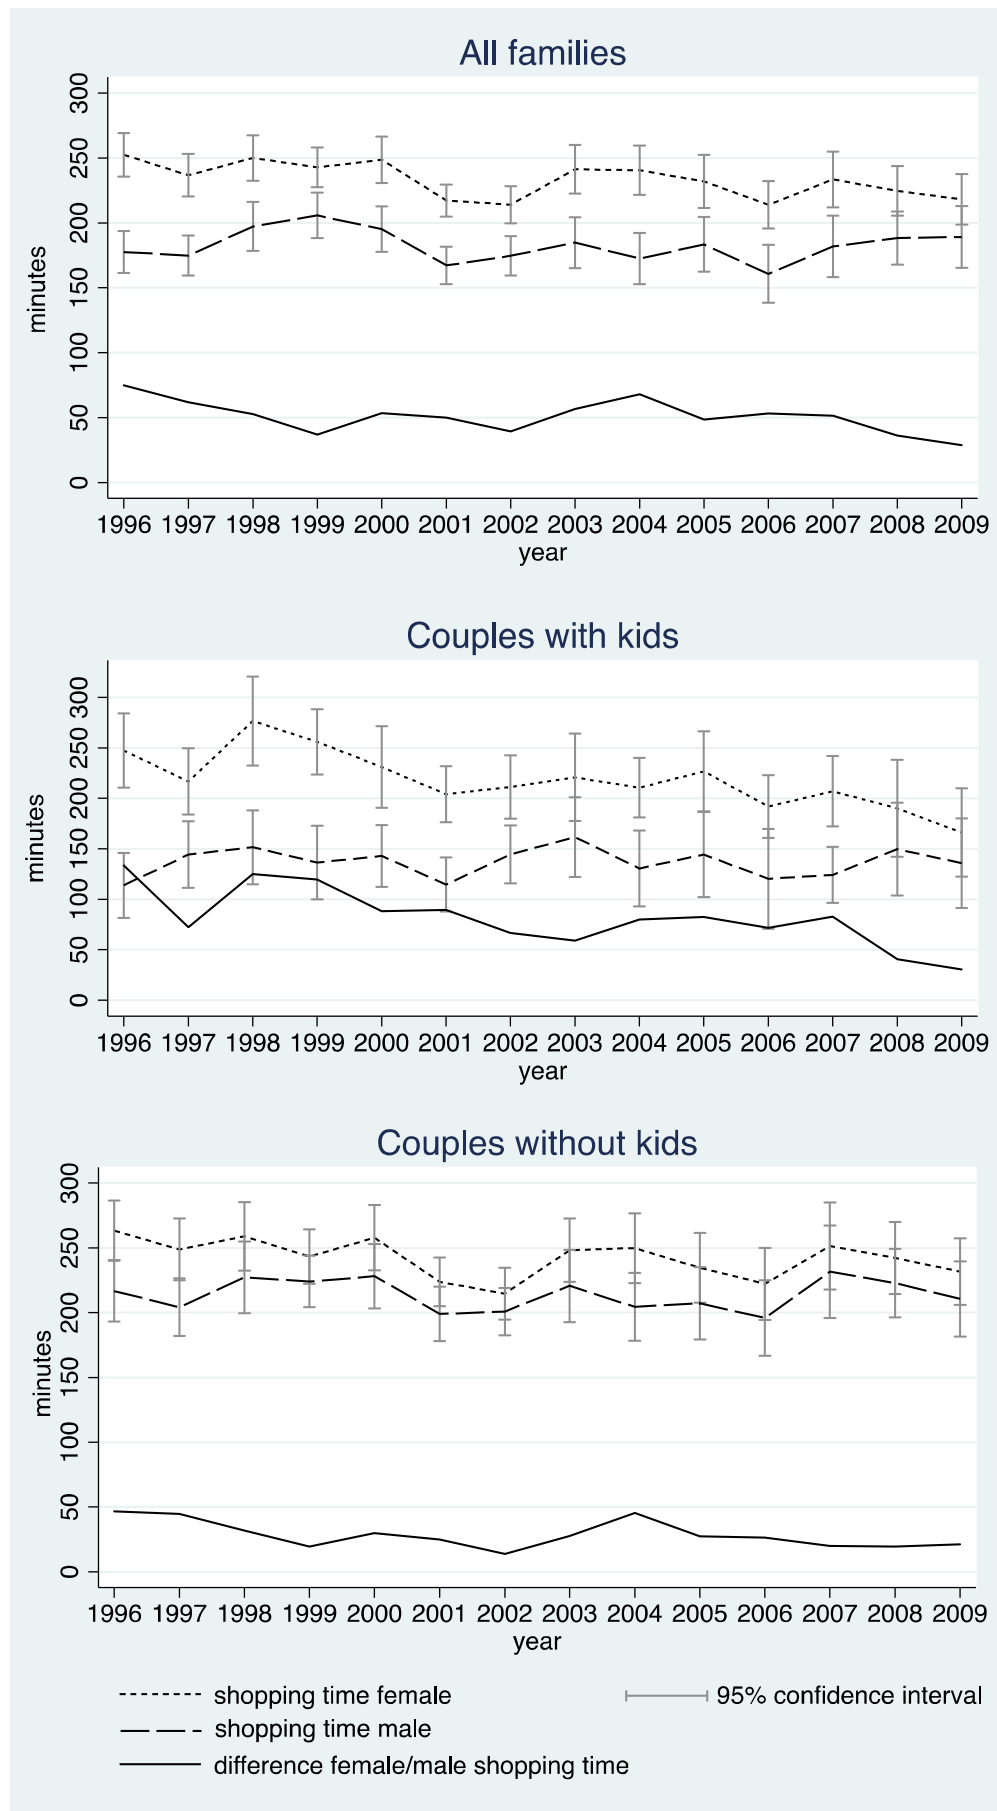 All families
300
250
200
150
100
50
0
minutes
1996 1997 1998 1999 2000 2001 2002 2003 2004 2005 2006 2007 2008 2009
year
Couples with kids
300
250
200
150
100
50
0
minutes
1996 1997 1998 1999 2000 2001 2002 2003 2004 2005 2006 2007 2008 2009
year
Couples without kids
300
250
200
150
100
50
0
minutes
1996 1997 1998 1999 2000 2001 2002 2003 2004 2005 2006 2007 2008 2009
year
shopping time female
95% confidence interval
shopping time male
difference female/male shopping time